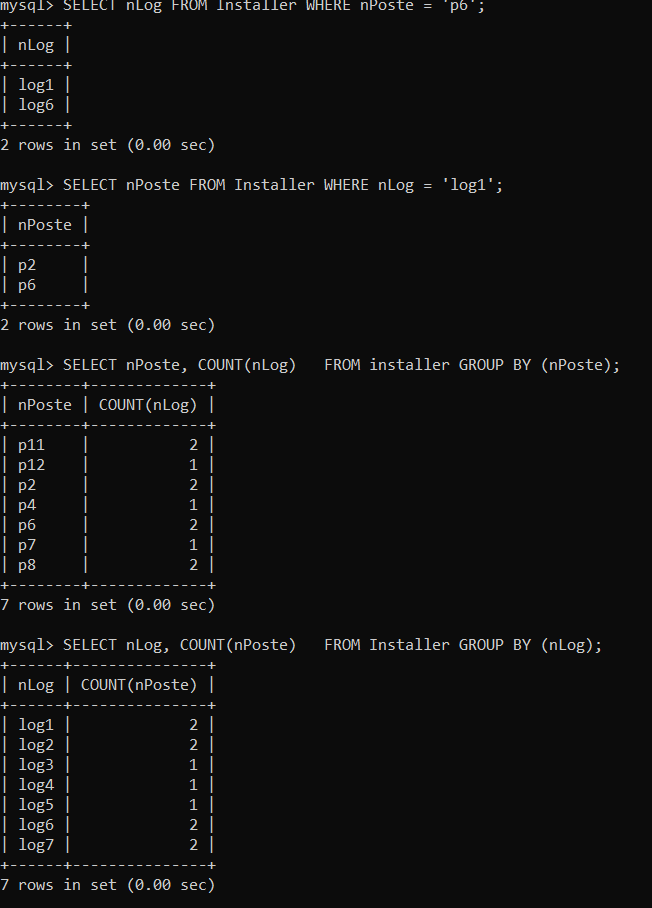 mysql> SELECT nLog FROM Installer WHERE nPoste = 'p6';
+------+
| nLog |
+------+
| log1 |
| log6 |
+------+
2 rows in set (0.00 sec)

mysql> SELECT nPoste FROM Installer WHERE nLog = 'log1';
+--------+
| nPoste |
+--------+
| p2     |
| p6     |
+--------+
2 rows in set (0.00 sec)

mysql> SELECT nPoste, COUNT(nLog)   FROM installer GROUP BY (nPoste);
+--------+-------------+
| nPoste | COUNT(nLog) |
+--------+-------------+
| p11    |           2 |
| p12    |           1 |
| p2     |           2 |
| p4     |           1 |
| p6     |           2 |
| p7     |           1 |
| p8     |           2 |
+--------+-------------+
7 rows in set (0.00 sec)

mysql> SELECT nLog, COUNT(nPoste)   FROM Installer GROUP BY (nLog);
+------+---------------+
| nLog | COUNT(nPoste) |
+------+---------------+
| log1 |             2 |
| log2 |             2 |
| log3 |             1 |
| log4 |             1 |
| log5 |             1 |
| log6 |             2 |
| log7 |             2 |
+------+---------------+
7 rows in set (0.00 sec)